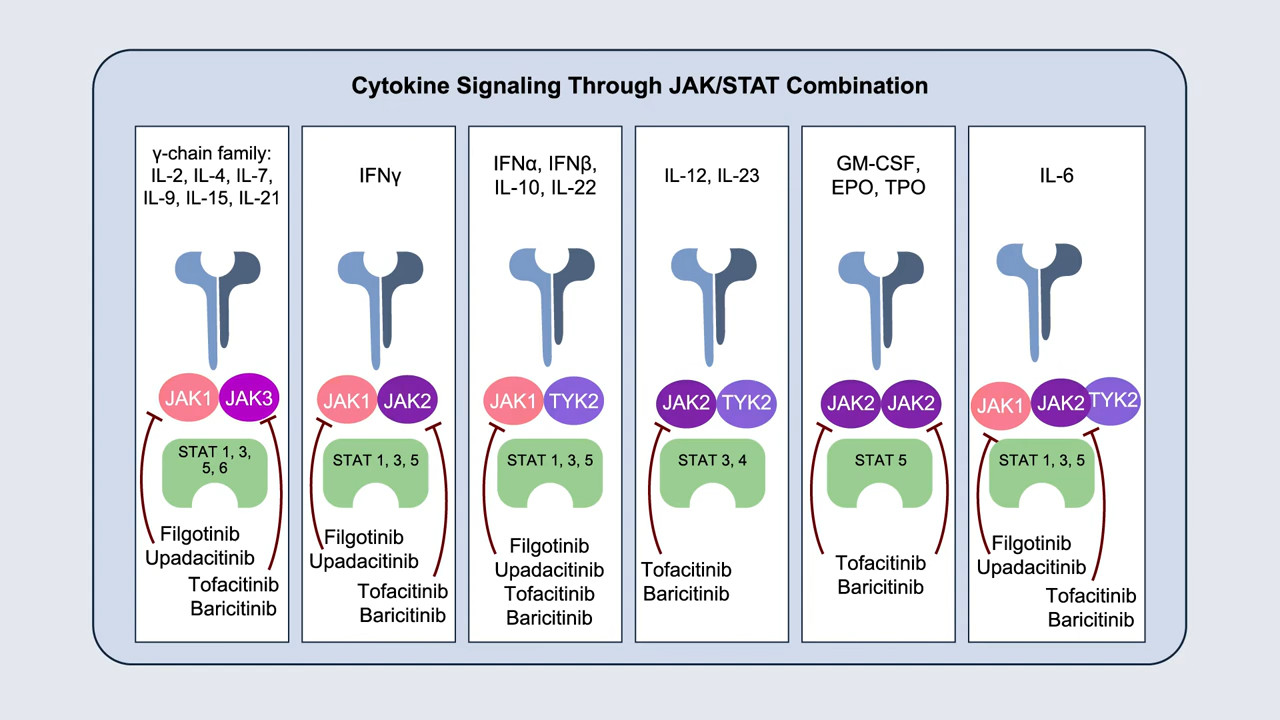 Cytokine Signaling Through JAK/STAT Combination
γ-chain family:
IL-2, IL-4, IL-7,
IL-9, IL-15, IL-21
JAK1
JAK3
STAT 1, 3,
5, 6
Filgotinib
Upadacitinib
Tofacitinib
Baricitinib
IFNγ
JAK1
JAK2
STAT 1, 3, 5
Filgotinib
Upadacitinib
Tofacitinib
Baricitinib
IFNα, IFNβ,
IL-10, IL-22
JAK1
TYK2
STAT 1, 3, 5
Filgotinib
Upadacitinib
Tofacitinib
Baricitinib
IL-12, IL-23
JAK2
TYK2
STAT 3, 4
Tofacitinib
Baricitinib
GM-CSF,
EPO, TPO
JAK2
JAK2
STAT 5
Tofacitinib
Baricitinib
IL-6
JAK1
JAK2
TYK2
STAT 1, 3, 5
Filgotinib
Upadacitinib
Tofacitinib
Baricitinib